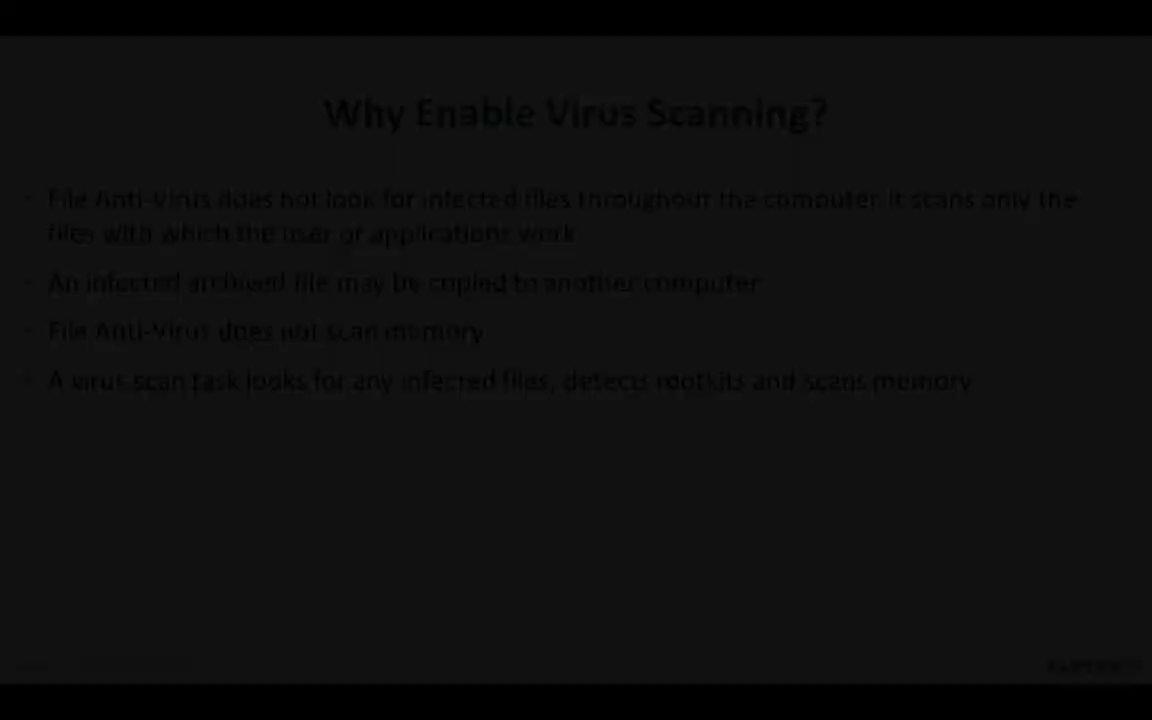 Why Enable Virus Scanning?
File Anti-Virus does not look for infected files throughout the computer it scans only the
files with which the user or applications work
An infected archived file may be copied to another computer
File Anti-Virus does not scan memory
A virus scan task looks for any infected files, detects rootkits and scans memory